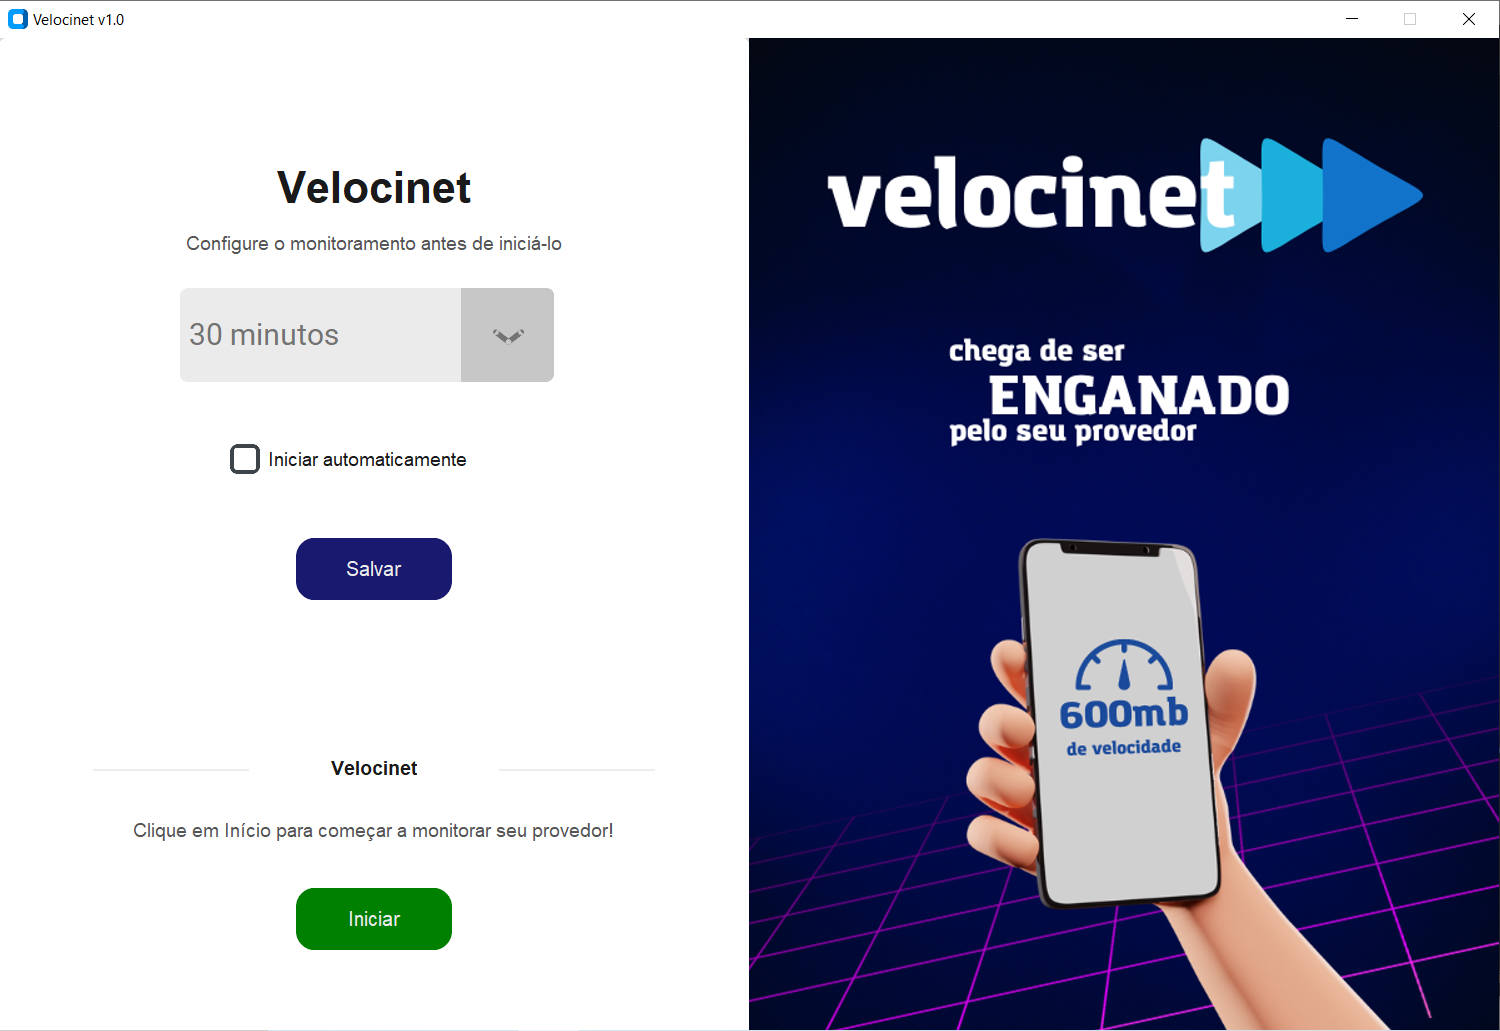 Velocinet v1.0
Velocinet
Configure o monitoramento antes de iniciá-lo
30 minutos
Iniciar automaticamente
Salvar
Velocinet
Clique em Início para começar a monitorar seu provedor!
Iniciar
velocinet
chega de ser
ENGANADO
pelo seu provedor
600mb
de velocidade